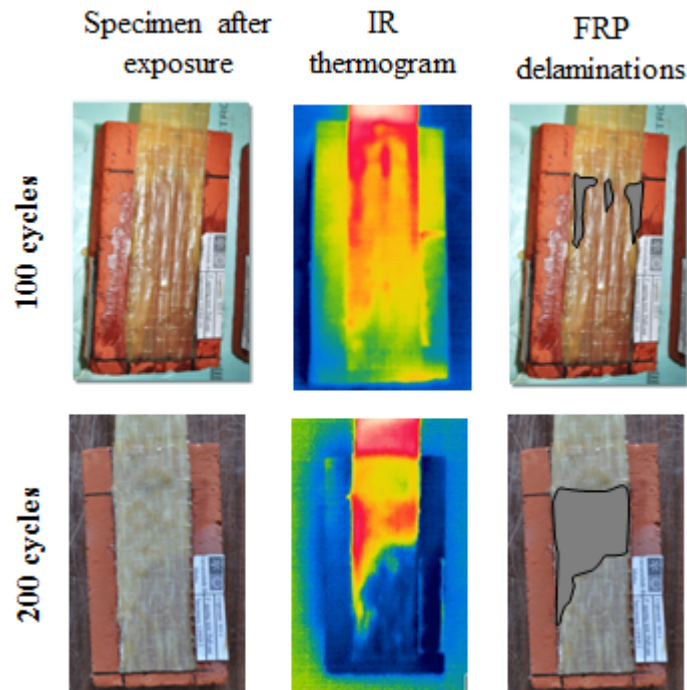 Specimen after
exposure
IR
thermogram
FRP
delaminations
100 cycles
200 cycles